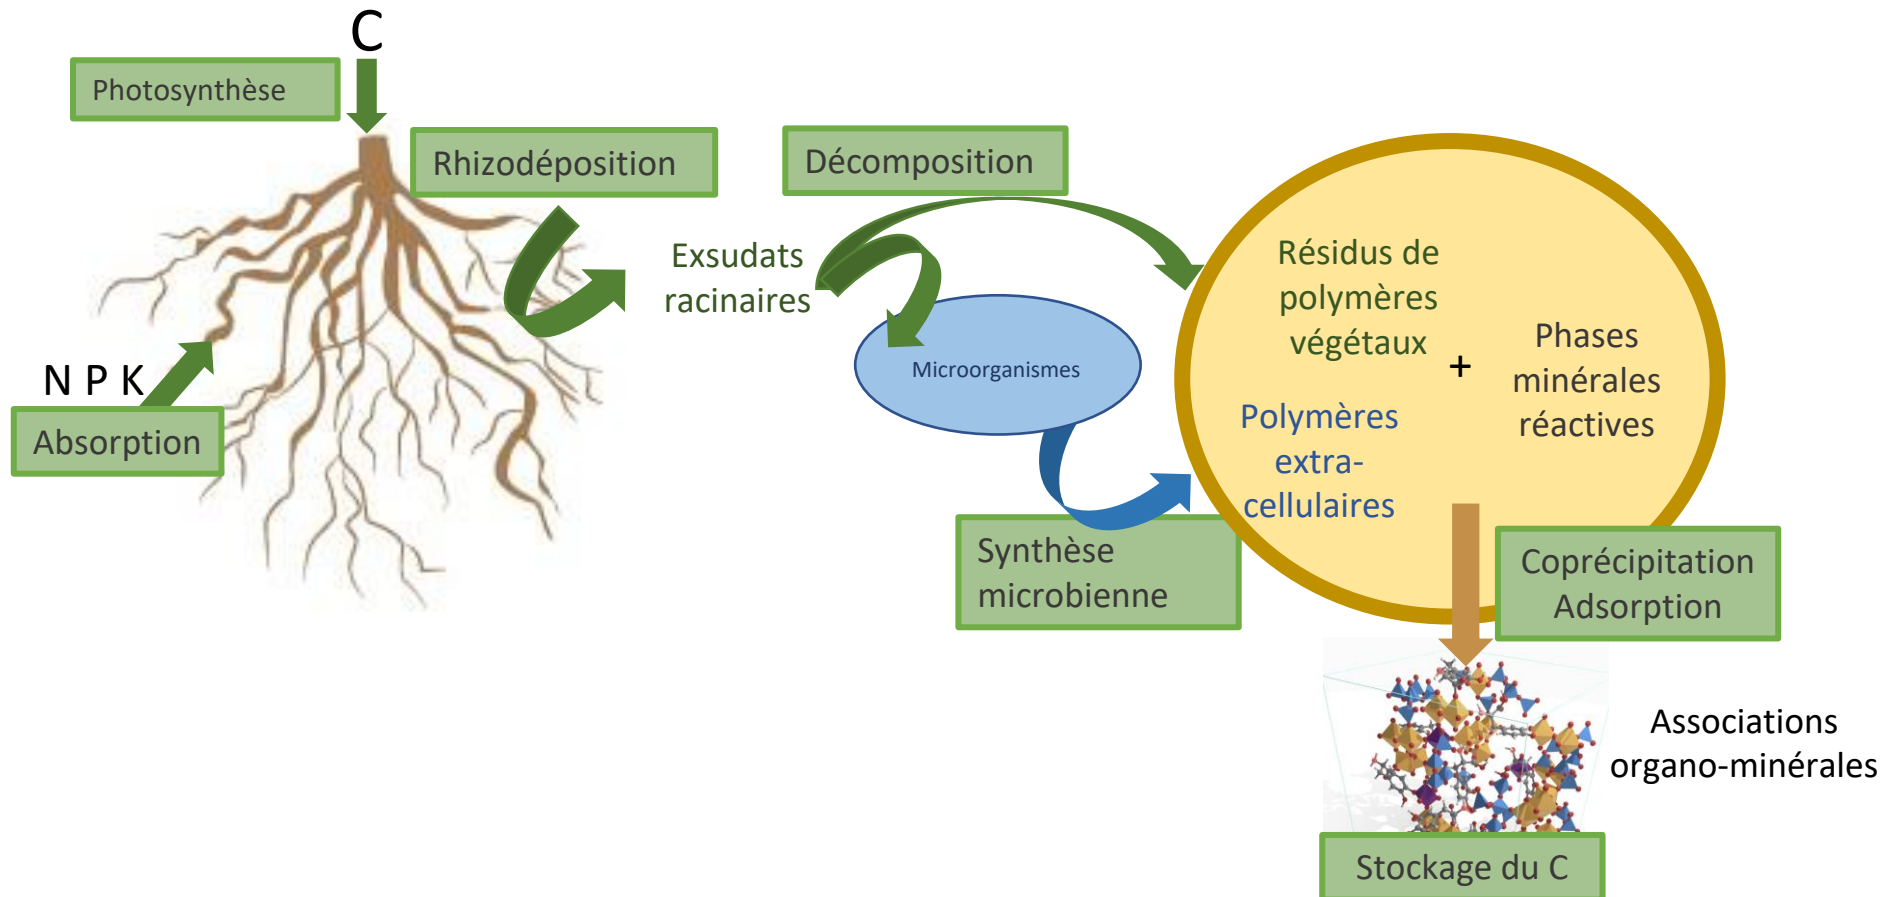 C
Photosynthèse
Rhizodéposition
Décomposition
Exsudats
racinaires
N P K
Absorption
Microorganismes
Résidus de
polymères
végétaux
+
Phases
minérales
réactives
Polymères
extra-
cellulaires
Synthèse
microbienne
Coprécipitation
Adsorption
Associations
organo-minérales
Stockage du C